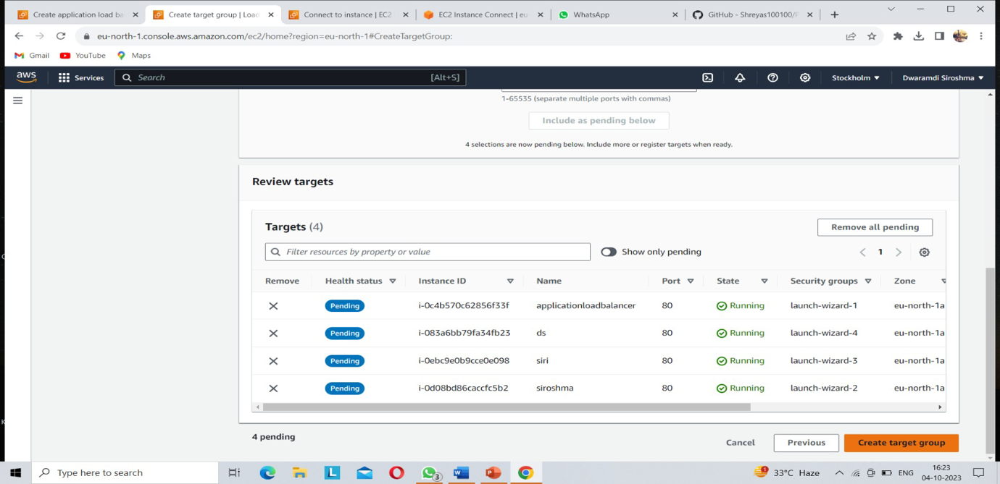 Create application load ba
Create target group | Load
Connect to instance | EC2
EC2 Instance Connect | eu
WhatsApp
GitHub - Shreyas100100/
eu-north-1.console.aws.amazon.com/ec2/home?region=eu-north-1#CreateTargetGroup:
Gmail YouTube Maps
aws Services Search [Alt+S] Stockholm Dwaramdi Siroshma
1-65535 (separate multiple ports with commas)
Include as pending below
4 selections are now pending below. Include more or register targets when ready.
Review targets
Targets (4) Remove all pending
Filter resources by property or value Show only pending 1
Remove Health status Instance ID Name Port State Security groups Zone
Pending i-0c4b570c62856f33f applicationloadbalancer 80 Running launch-wizard-1 eu-north-1a
Pending i-083a6bb79fa34fb23 ds 80 Running launch-wizard-4 eu-north-1a
Pending i-0ebc9e0b9cce0e098 siri 80 Running launch-wizard-3 eu-north-1a
Pending i-0d08bd86caccfc5b2 siroshma 80 Running launch-wizard-2 eu-north-1a
4 pending
Cancel Previous Create target group
Type here to search L 3 W P 1 33°C Haze ENG 16:23
04-10-2023